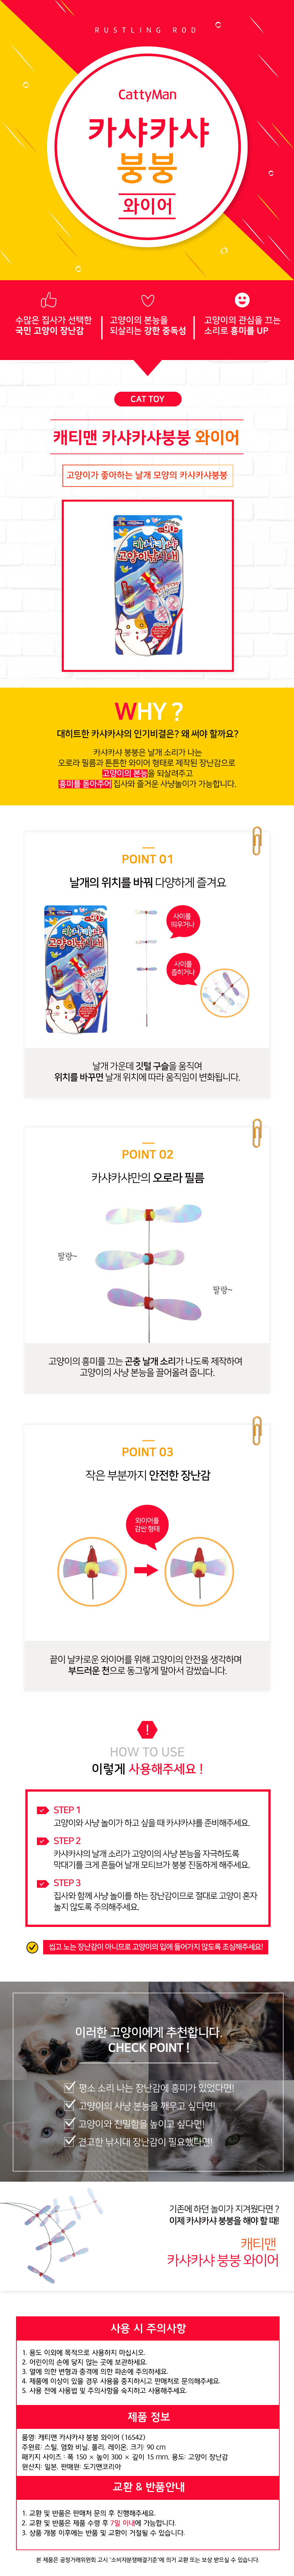 RUSTLING ROD
CattyMan
카샤카샤
붕붕
와이어
수많은 집사가 선택한
국민 고양이 장난감
고양이의 본능을
되살리는 강한 중독성
고양이의 관심을 끄는
소리로 흥미를 UP
CAT TOY
캐티맨 카샤카샤붕붕 와이어
고양이가 좋아하는 날개 모양의 카샤카샤붕붕
카샤카샤
고양이낚시대
WHY ?
대히트한 카샤카샤의 인기비결은? 왜 써야 할까요?
카샤카샤 붕붕은 날개 소리가 나는
오로라 필름과 튼튼한 와이어 형태로 제작된 장난감으로
고양이의 본능을 되살려주고
흥미를 돋아주어 집사와 즐거운 사냥놀이가 가능합니다.
POINT 01
날개의 위치를 바꿔 다양하게 즐겨요
카샤카샤
고양이낚시대
사이를
띄우거나
사이를
좁히거나
날개 가운데 깃털 구슬을 움직여
위치를 바꾸면 날개 위치에 따라 움직임이 변화됩니다.
POINT 02
카샤카샤만의 오로라 필름
팔랑~
팔랑~
고양이의 흥미를 끄는 곤충 날개 소리가 나도록 제작하여
고양이의 사냥 본능을 끌어올려 줍니다.
POINT 03
작은 부분까지 안전한 장난감
와이어를
감싼 형태
끝이 날카로운 와이어를 위해 고양이의 안전을 생각하며
부드러운 천으로 동그랗게 말아서 감쌌습니다.
!
HOW TO USE
이렇게 사용해주세요 !
STEP 1
고양이와 사냥 놀이가 하고 싶을 때 카샤카샤를 준비해주세요.
STEP 2
카샤카샤의 날개 소리가 고양이의 사냥 본능을 자극하도록
막대기를 크게 흔들어 날개 모티브가 붕붕 진동하게 해주세요.
STEP 3
집사와 함께 사냥 놀이를 하는 장난감이므로 절대로 고양이 혼자
놀지 않도록 주의해주세요.
씹고 노는 장난감이 아니므로 고양이의 입에 들어가지 않도록 조심해주세요!
이러한 고양이에게 추천합니다.
CHECK POINT !
평소 소리 나는 장난감에 흥미가 있었다면!
고양이의 사냥 본능을 깨우고 싶다면!
고양이와 친밀함을 높이고 싶다면!
견고한 낚시대 장난감이 필요했다면!
기존에 하던 놀이가 지겨웠다면 ?
이제 카샤카샤 붕붕을 해야 할 때!
캐티맨
카샤카샤 붕붕 와이어
사용 시 주의사항
1. 용도 이외에 목적으로 사용하지 마십시오.
2. 어린이의 손에 닿지 않는 곳에 보관하세요.
3. 열에 의한 변형과 충격에 의한 파손에 주의하세요.
4. 제품에 이상이 있을 경우 사용을 중지하시고 판매처로 문의해주세요.
5. 사용 전에 사용법 및 주의사항을 숙지하고 사용해주세요.
제품 정보
품명: 캐티맨 카샤카샤 붕붕 와이어 (16542)
주원료: 스틸, 염화 비닐, 폴리, 레이온, 크기: 90 cm
패키지 사이즈 : 폭 150 × 높이 300 × 깊이 15 mm, 용도: 고양이 장난감
원산지: 일본, 판매원: 도기맨코리아
교환 & 반품안내
1. 교환 및 반품은 판매처 문의 후 진행해주세요.
2. 교환 및 반품은 제품 수령 후 7일 이내에 가능합니다.
3. 상품 개봉 이후에는 반품 및 교환이 거절될 수 있습니다.
본 제품은 공정거래위원회 고시 '소비자분쟁해결기준'에 의거 교환 또는 보상 받으실 수 있습니다.